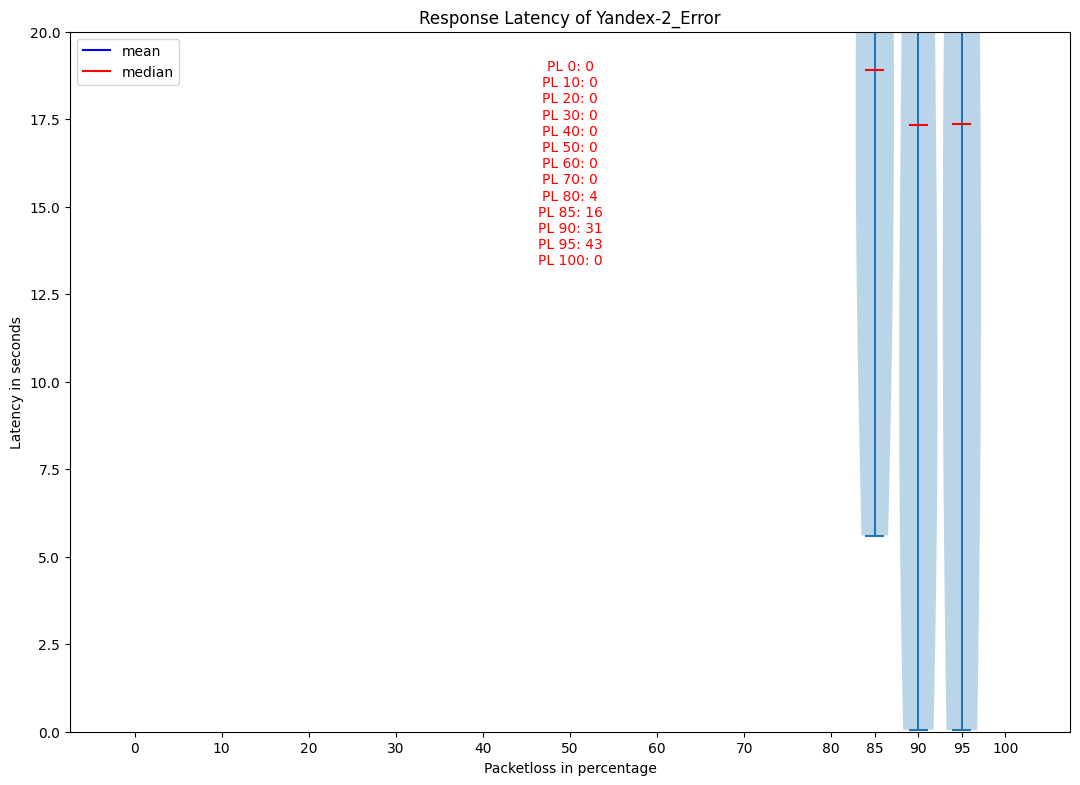 Response Latency of Yandex-2_Error
mean
median
PL 0: 0
PL 10: 0
PL 20: 0
PL 30: 0
PL 40: 0
PL 50: 0
PL 60: 0
PL 70: 0
PL 80: 4
PL 85: 16
PL 90: 31
PL 95: 43
PL 100: 0
Latency in seconds
20.0
17.5
15.0
12.5
10.0
7.5
5.0
2.5
0.0
0 10 20 30 40 50 60 70 80 85 90 95 100
Packetloss in percentage